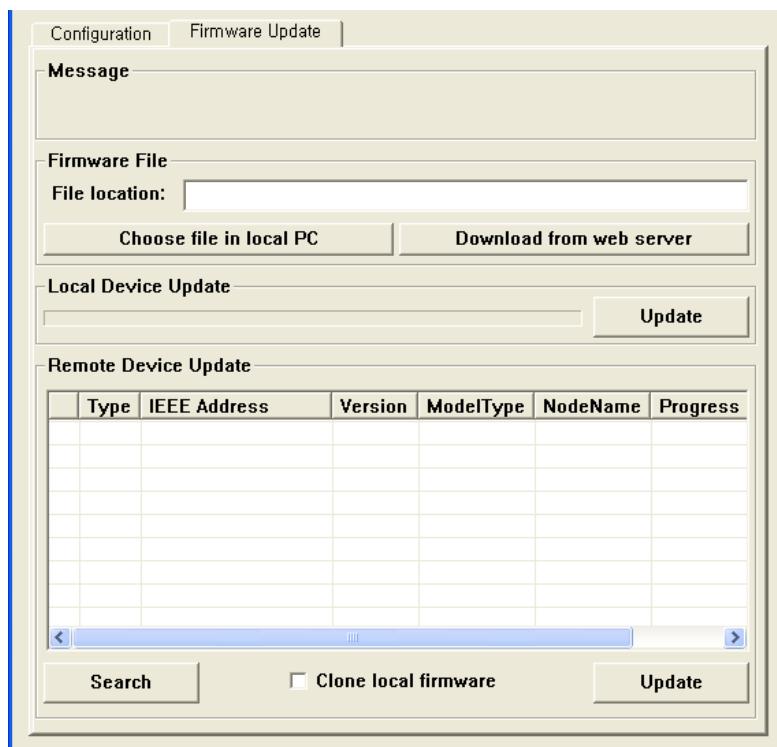 Configuration Firmware Update
Message
Firmware File
File location:
Choose file in local PC Download from web server
Local Device Update
Update
Remote Device Update
Type IEEE Address Version ModelType NodeName Progress
Search Clone local firmware Update